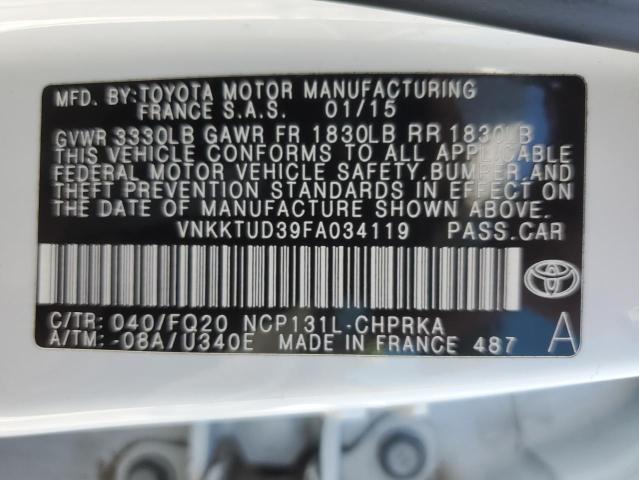 MFD. BY:TOYOTA MOTOR MANUFACTURING
FRANCE S.A.S. 01/15
GVWR 3330LB GAWR FR 1830LB RR 1830LB
THIS VEHICLE CONFORMS TO ALL APPLICABLE
FEDERAL MOTOR VEHICLE SAFETY,BUMPER,AND
THEFT PREVENTION STANDARDS IN EFFECT ON
THE DATE OF MANUFACTURE SHOWN ABOVE.
VNKKTUD39FA034119 PASS.CAR
C/TR: 040/FQ20 NCP131L-CHPRKA
A/TM: -08A/U340E MADE IN FRANCE 487
A